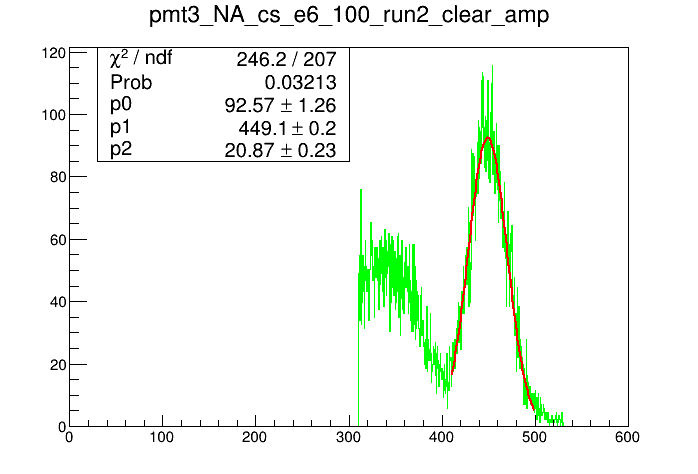 pmt3_NA_cs_e6_100_run2_clear_amp
χ² / ndf 246.2 / 207
Prob 0.03213
p0 92.57 ± 1.26
p1 449.1 ± 0.2
p2 20.87 ± 0.23
120
100
80
60
40
20
0
0 100 200 300 400 500 600